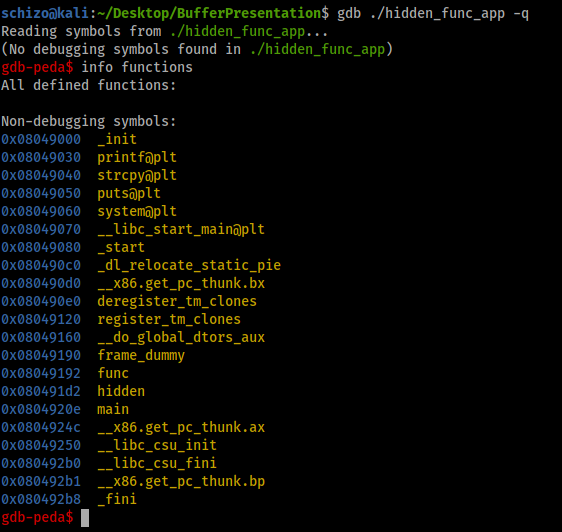 schizo@kali:~/Desktop/BufferPresentation$ gdb ./hidden_func_app -q
Reading symbols from ./hidden_func_app...
(No debugging symbols found in ./hidden_func_app)
gdb-peda$ info functions
All defined functions:

Non-debugging symbols:
0x08049000  _init
0x08049030  printf@plt
0x08049040  strcpy@plt
0x08049050  puts@plt
0x08049060  system@plt
0x08049070  __libc_start_main@plt
0x08049080  _start
0x080490c0  _dl_relocate_static_pie
0x080490d0  __x86.get_pc_thunk.bx
0x080490e0  deregister_tm_clones
0x08049120  register_tm_clones
0x08049160  __do_global_dtors_aux
0x08049190  frame_dummy
0x08049192  func
0x080491d2  hidden
0x0804920e  main
0x0804924c  __x86.get_pc_thunk.ax
0x08049250  __libc_csu_init
0x080492b0  __libc_csu_fini
0x080492b1  __x86.get_pc_thunk.bp
0x080492b8  _fini
gdb-peda$